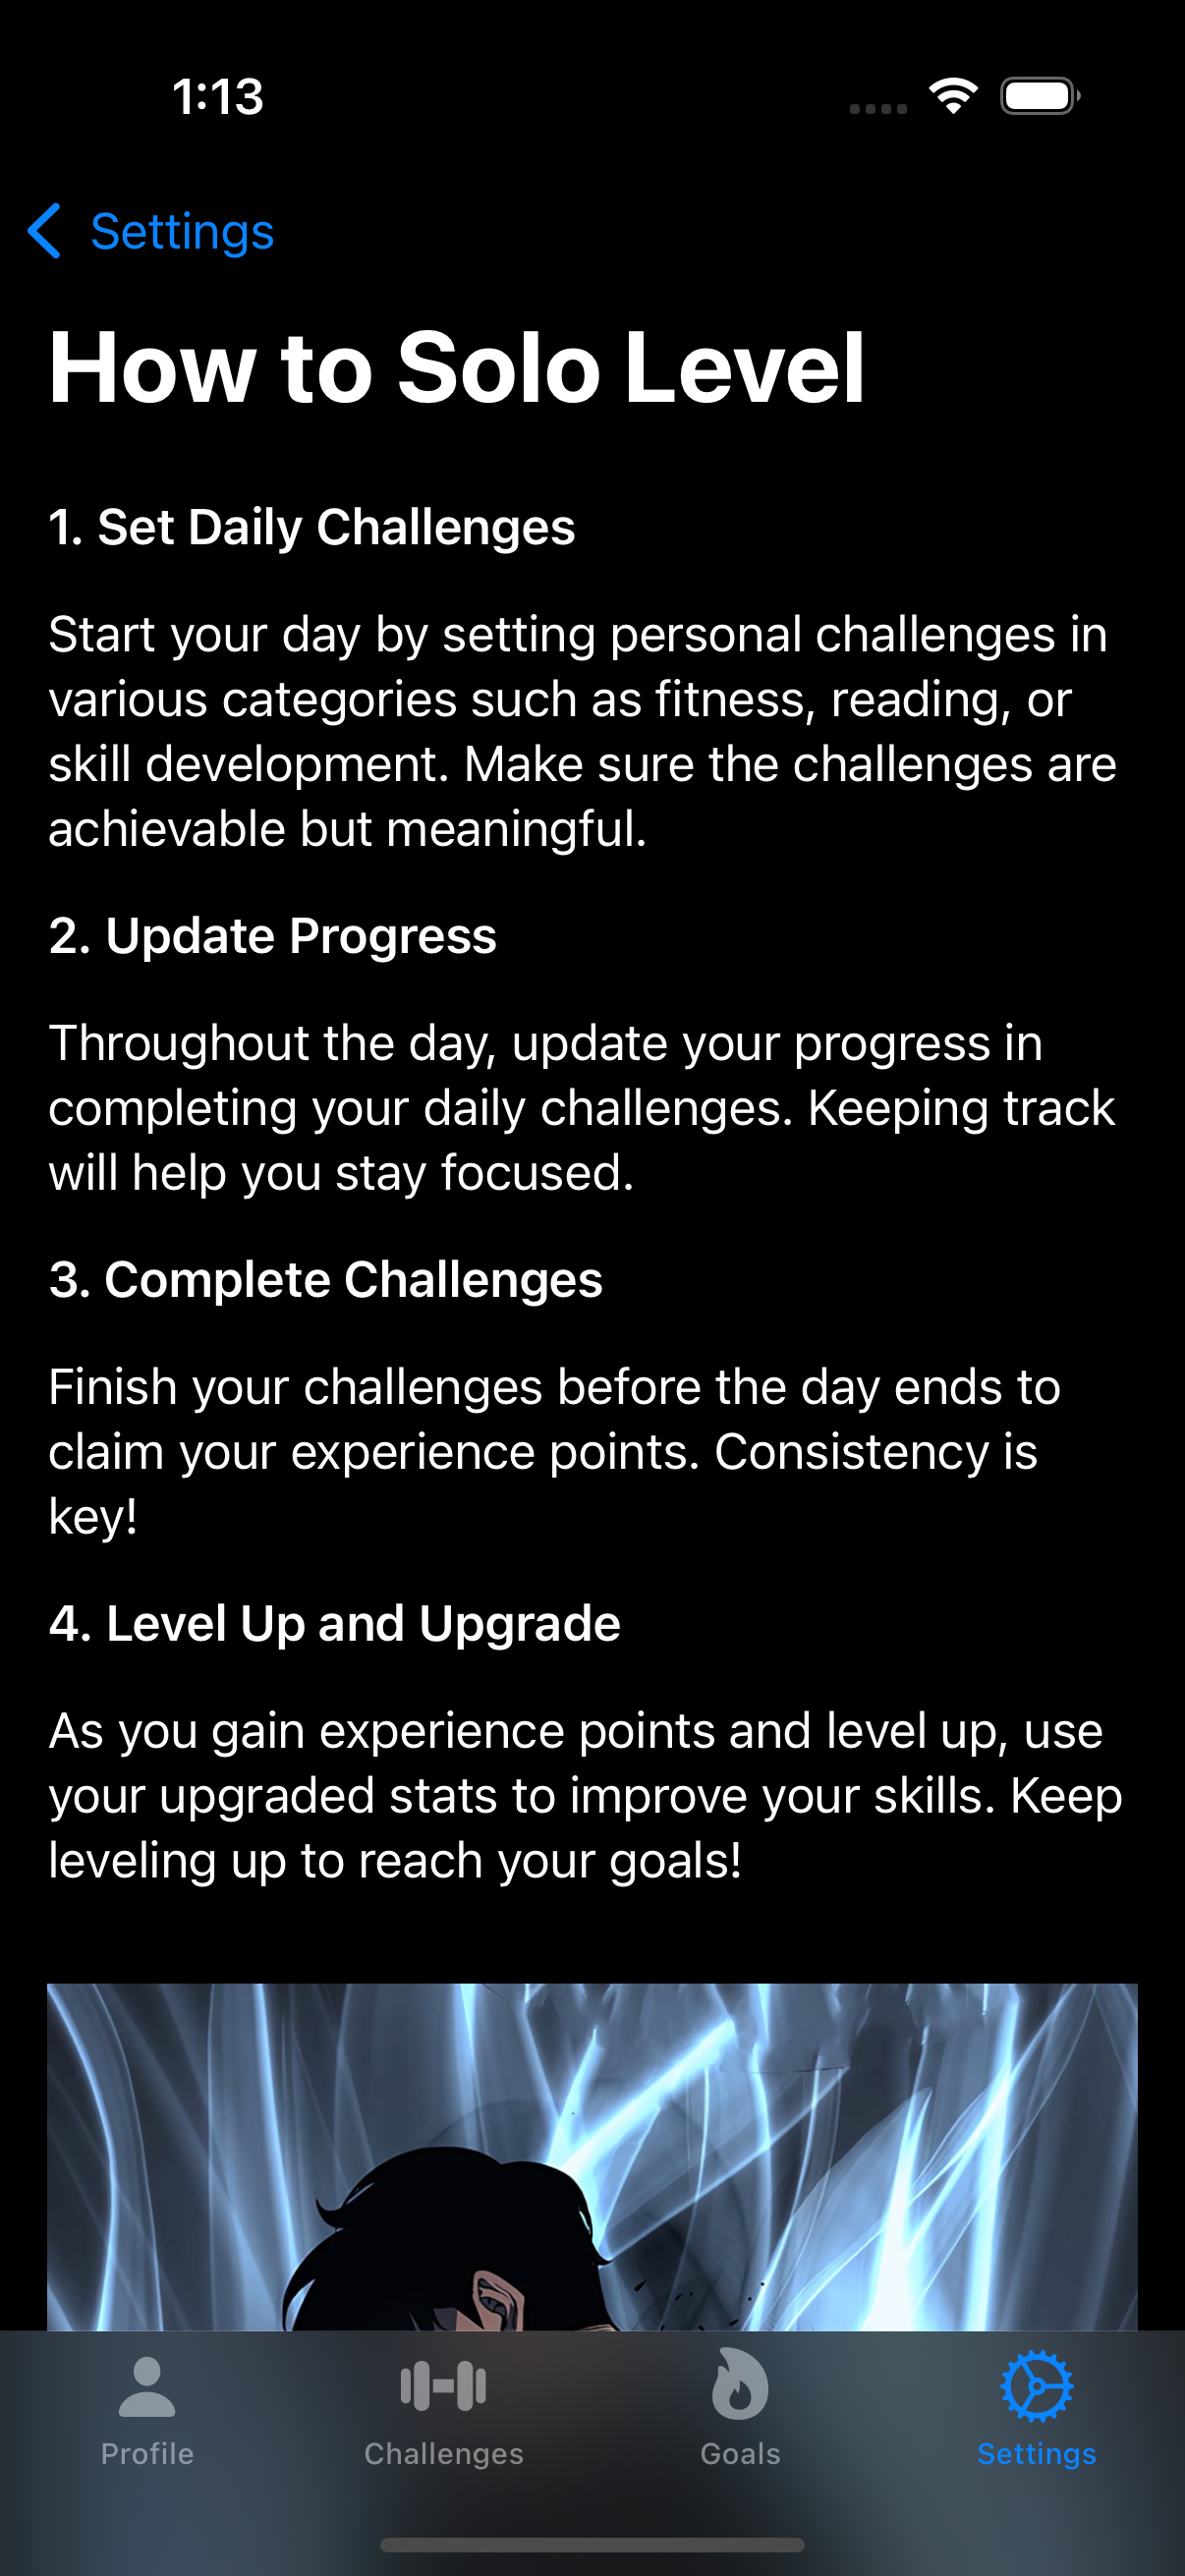 1:13
Settings
How to Solo Level
1. Set Daily Challenges
Start your day by setting personal challenges in
various categories such as fitness, reading, or
skill development. Make sure the challenges are
achievable but meaningful.
2. Update Progress
Throughout the day, update your progress in
completing your daily challenges. Keeping track
will help you stay focused.
3. Complete Challenges
Finish your challenges before the day ends to
claim your experience points. Consistency is
key!
4. Level Up and Upgrade
As you gain experience points and level up, use
your upgraded stats to improve your skills. Keep
leveling up to reach your goals!
Profile
Challenges
Goals
Settings